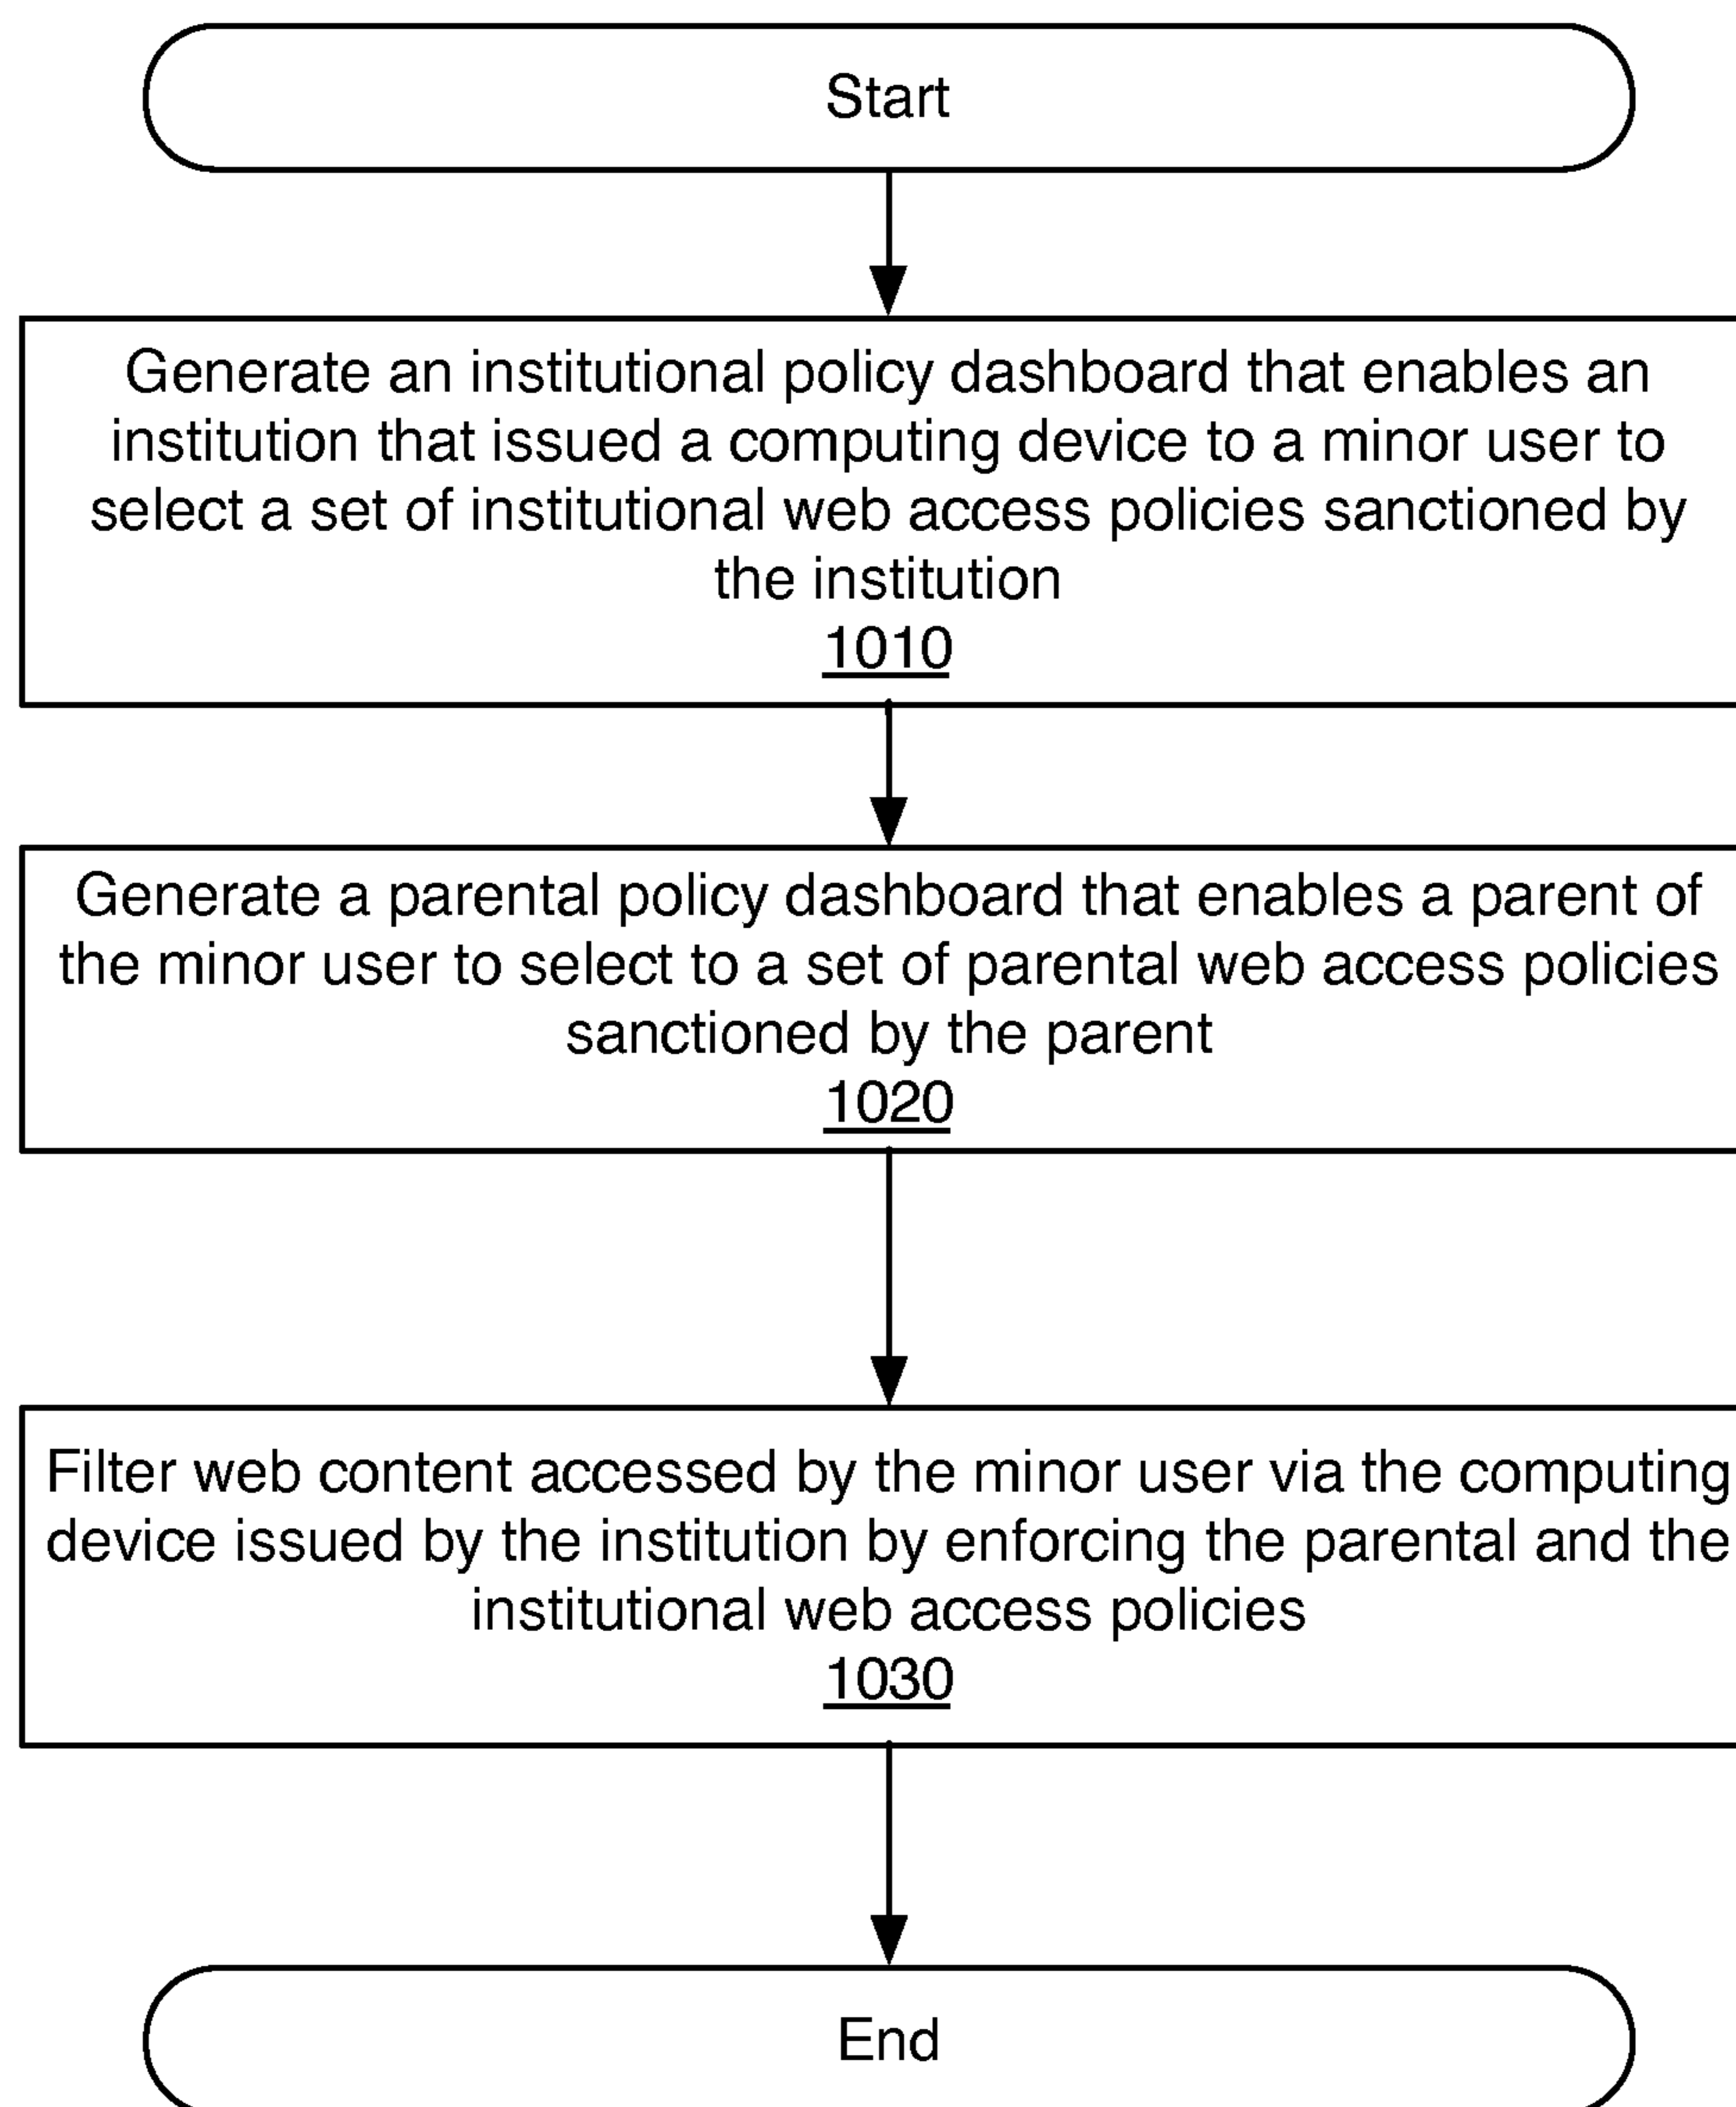 Start
Generate an institutional policy dashboard that enables an
institution that issued a computing device to a minor user to
select a set of institutional web access policies sanctioned by
the institution
1010
Generate a parental policy dashboard that enables a parent of
the minor user to select to a set of parental web access policies
sanctioned by the parent
1020
Filter web content accessed by the minor user via the computing
device issued by the institution by enforcing the parental and the
institutional web access policies
1030
End